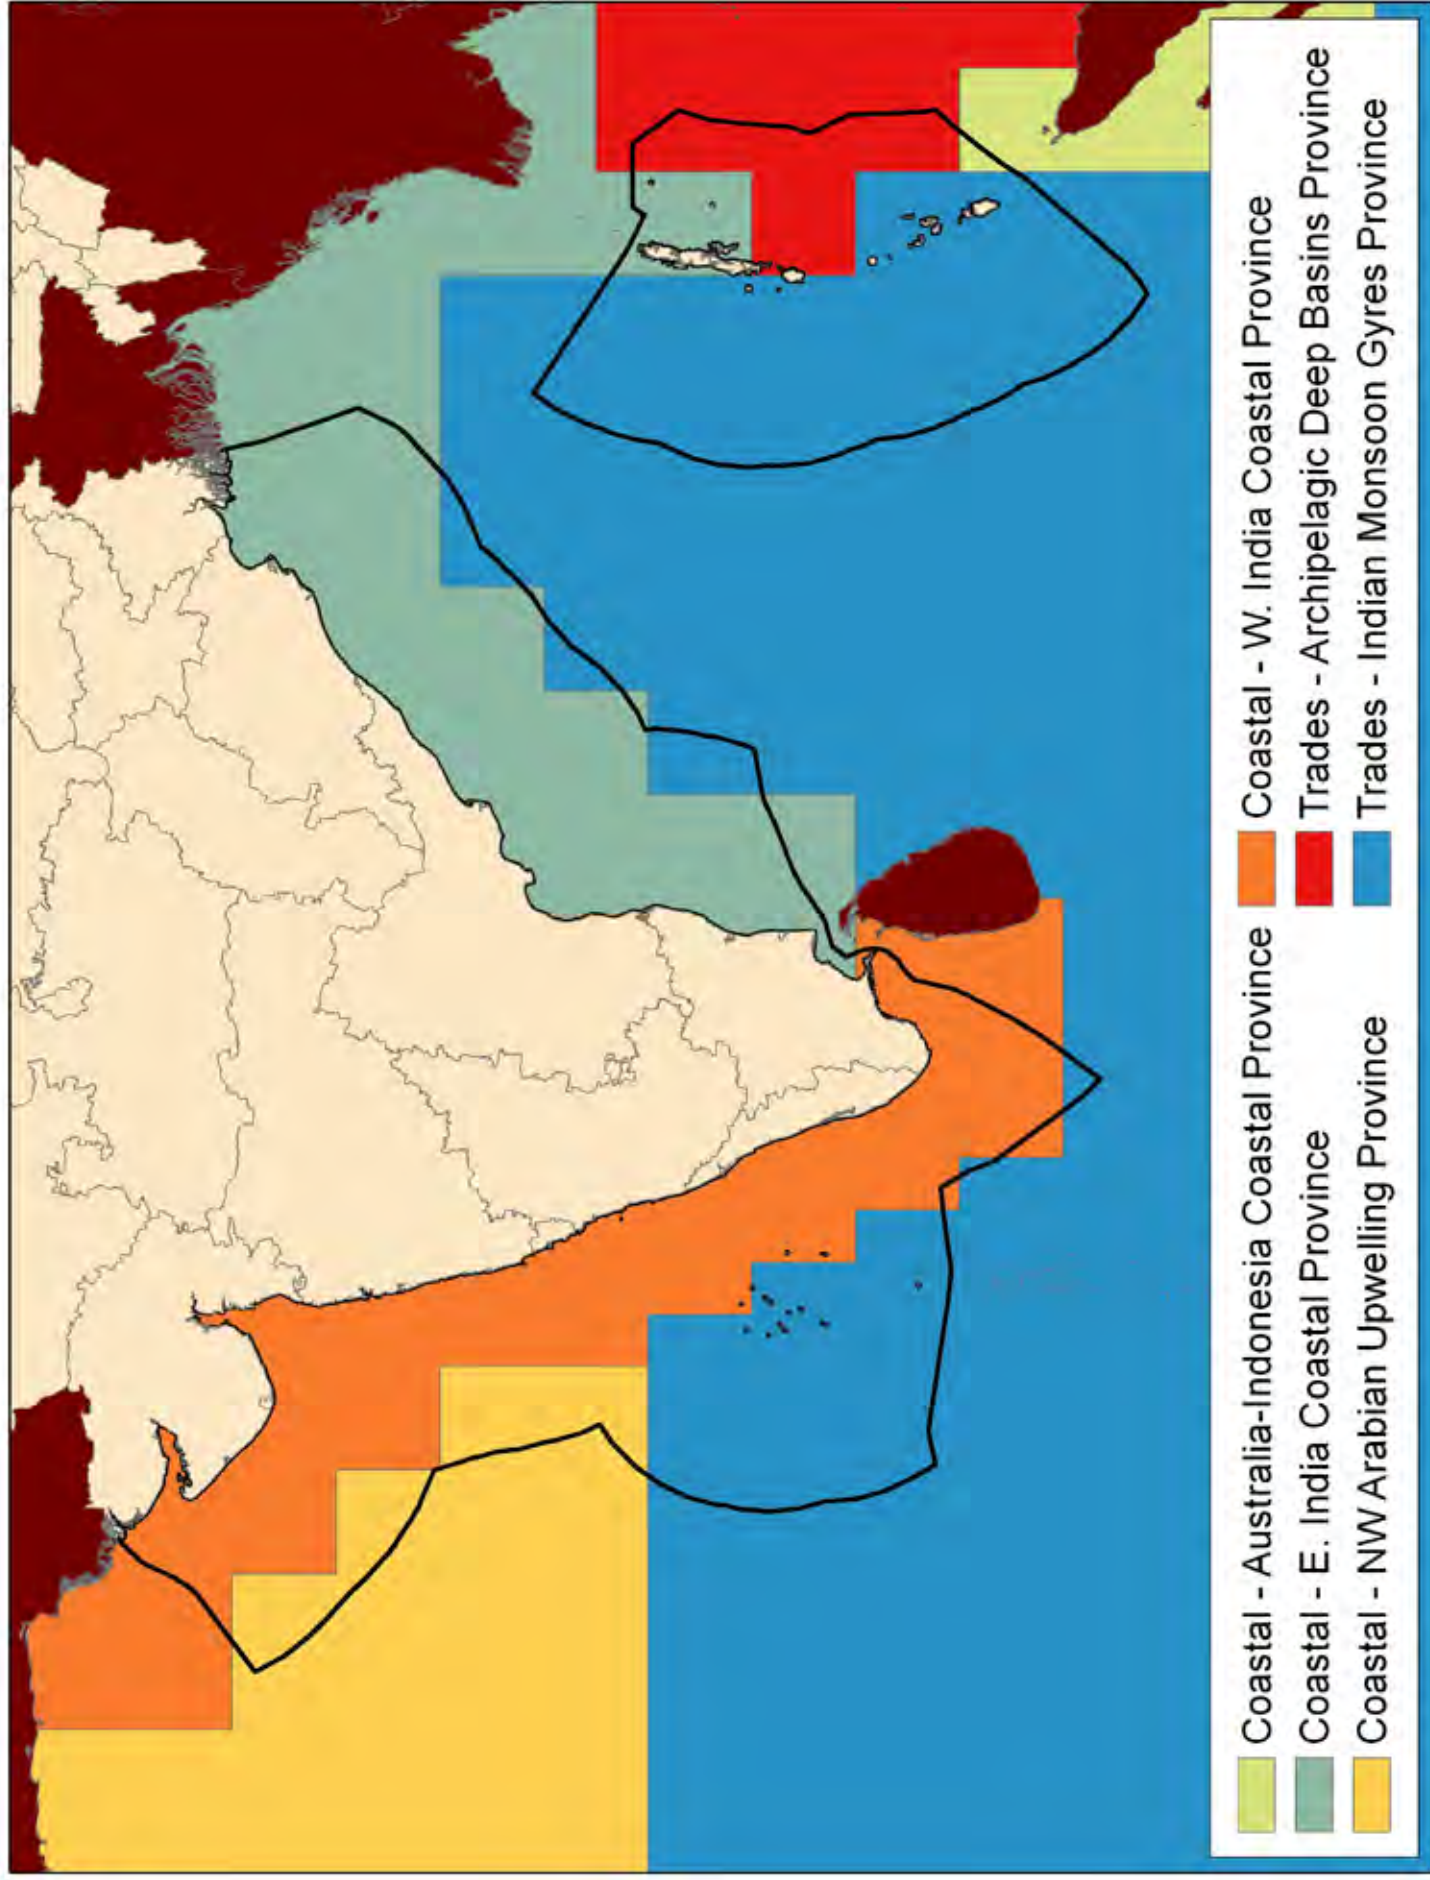 Coastal - Australia-Indonesia Coastal Province
Coastal - E. India Coastal Province
Coastal - NW Arabian Upwelling Province
Coastal - W. India Coastal Province
Trades - Archipelagic Deep Basins Province
Trades - Indian Monsoon Gyres Province